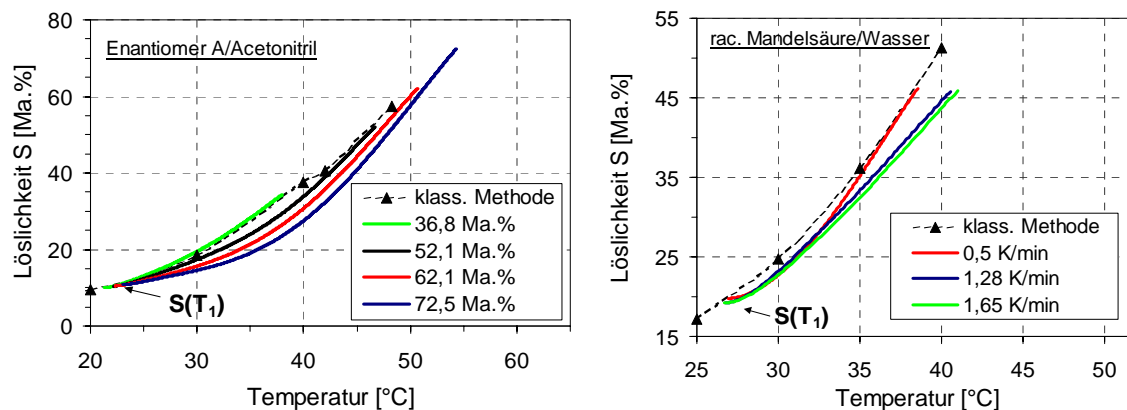 Enantiomer A/Acetonitril
Löslichkeit S [Ma.%]
80
60
40
20
0
klass. Methode
36,8 Ma.%
52,1 Ma.%
62,1 Ma.%
72,5 Ma.%
S(T₁)
20 30 40 50 60
Temperatur [°C]
rac. Mandelsäure/Wasser
Löslichkeit S [Ma.%]
55
45
35
25
15
klass. Methode
0,5 K/min
1,28 K/min
1,65 K/min
S(T₁)
25 30 35 40 45 50
Temperatur [°C]